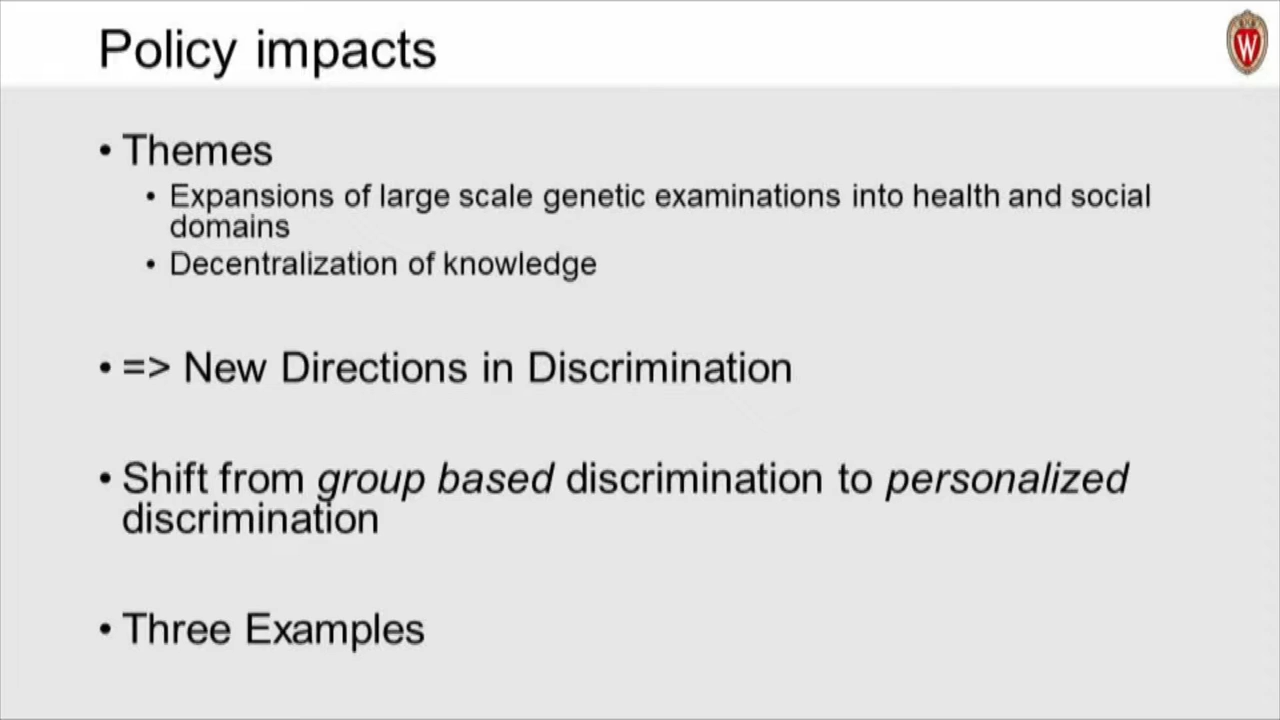 Policy impacts
W
• Themes
• Expansions of large scale genetic examinations into health and social
domains
• Decentralization of knowledge
• => New Directions in Discrimination
• Shift from group based discrimination to personalized
discrimination
• Three Examples